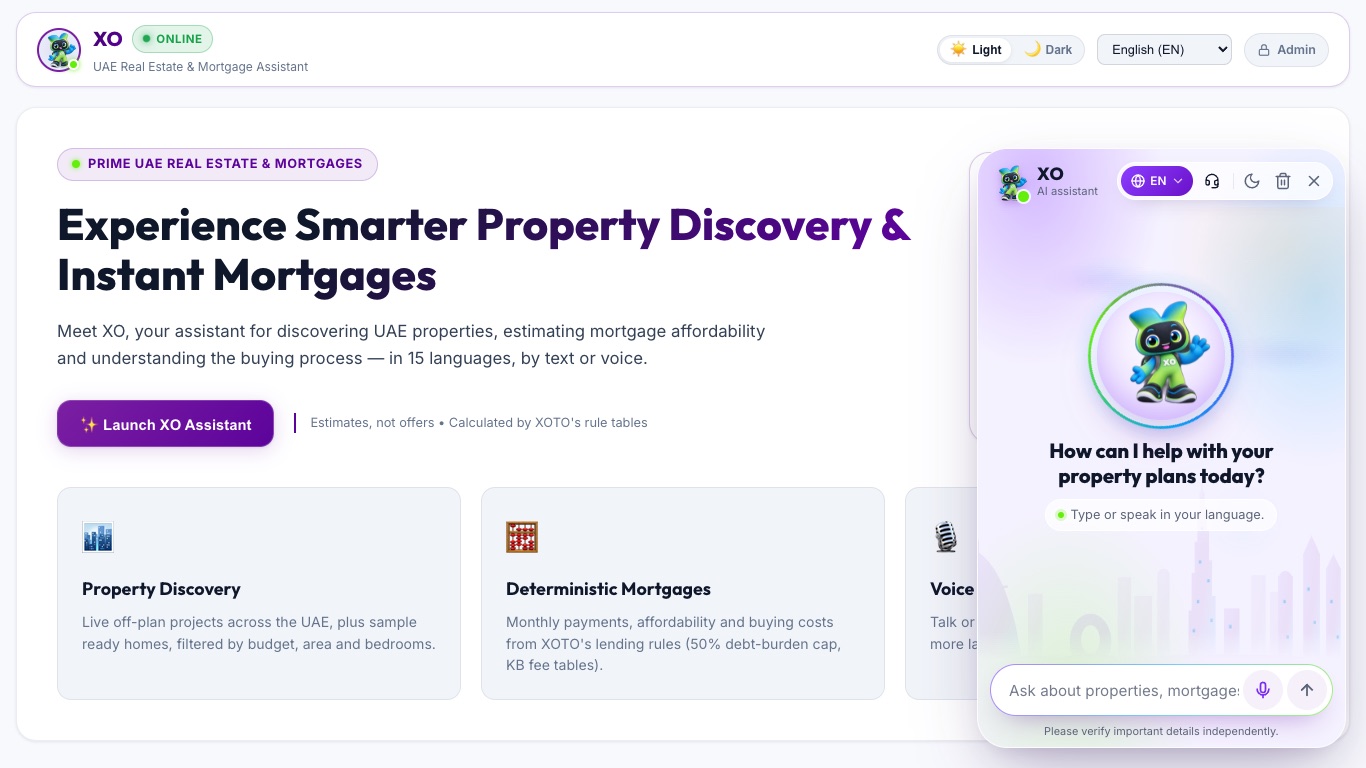 XO
ONLINE
UAE Real Estate & Mortgage Assistant
Light
Dark
English (EN)
Admin
PRIME UAE REAL ESTATE & MORTGAGES
Experience Smarter Property Discovery &
Instant Mortgages
Meet XO, your assistant for discovering UAE properties, estimating mortgage affordability
and understanding the buying process — in 15 languages, by text or voice.
✨ Launch XO Assistant
Estimates, not offers • Calculated by XOTO's rule tables
Property Discovery
Live off-plan projects across the UAE, plus sample
ready homes, filtered by budget, area and bedrooms.
Deterministic Mortgages
Monthly payments, affordability and buying costs
from XOTO's lending rules (50% debt-burden cap,
KB fee tables).
Voice
Talk or
more la
XO
AI assistant
EN
XO
How can I help with your
property plans today?
Type or speak in your language.
Ask about properties, mortgages
Please verify important details independently.